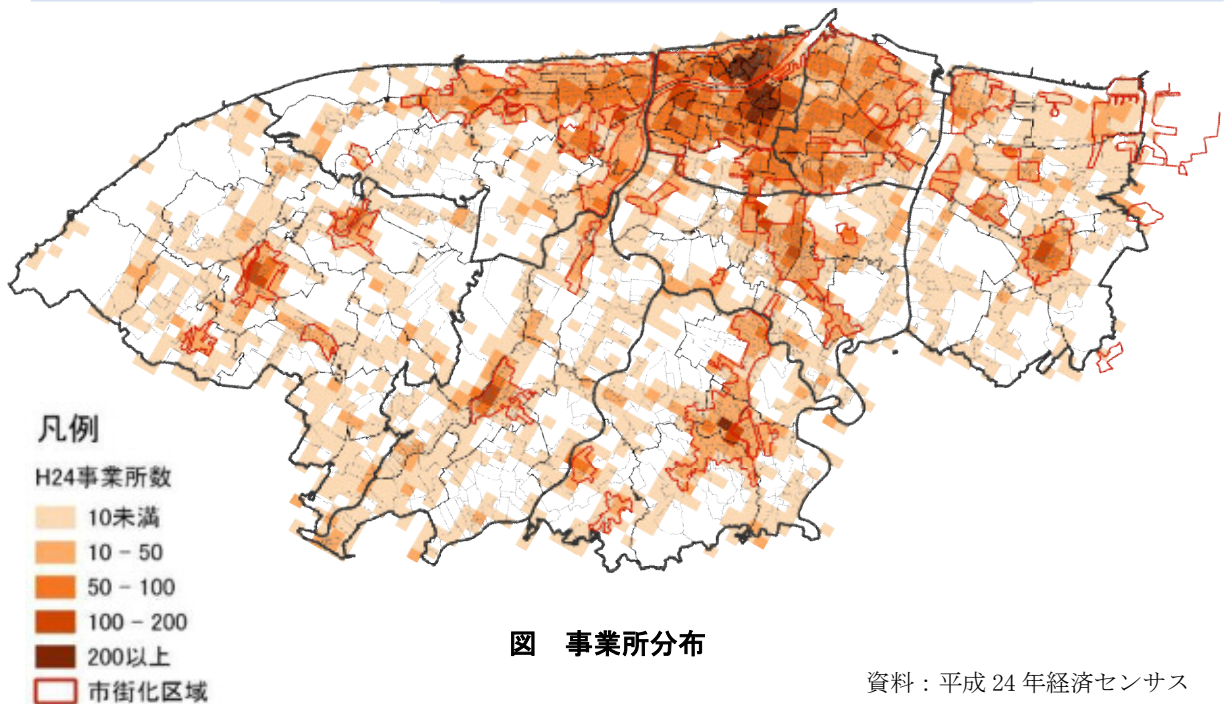 凡例
H24事業所数
10未満
10 - 50
50 - 100
100 - 200
200以上
市街化区域
図 事業所分布
資料：平成 24 年経済センサス